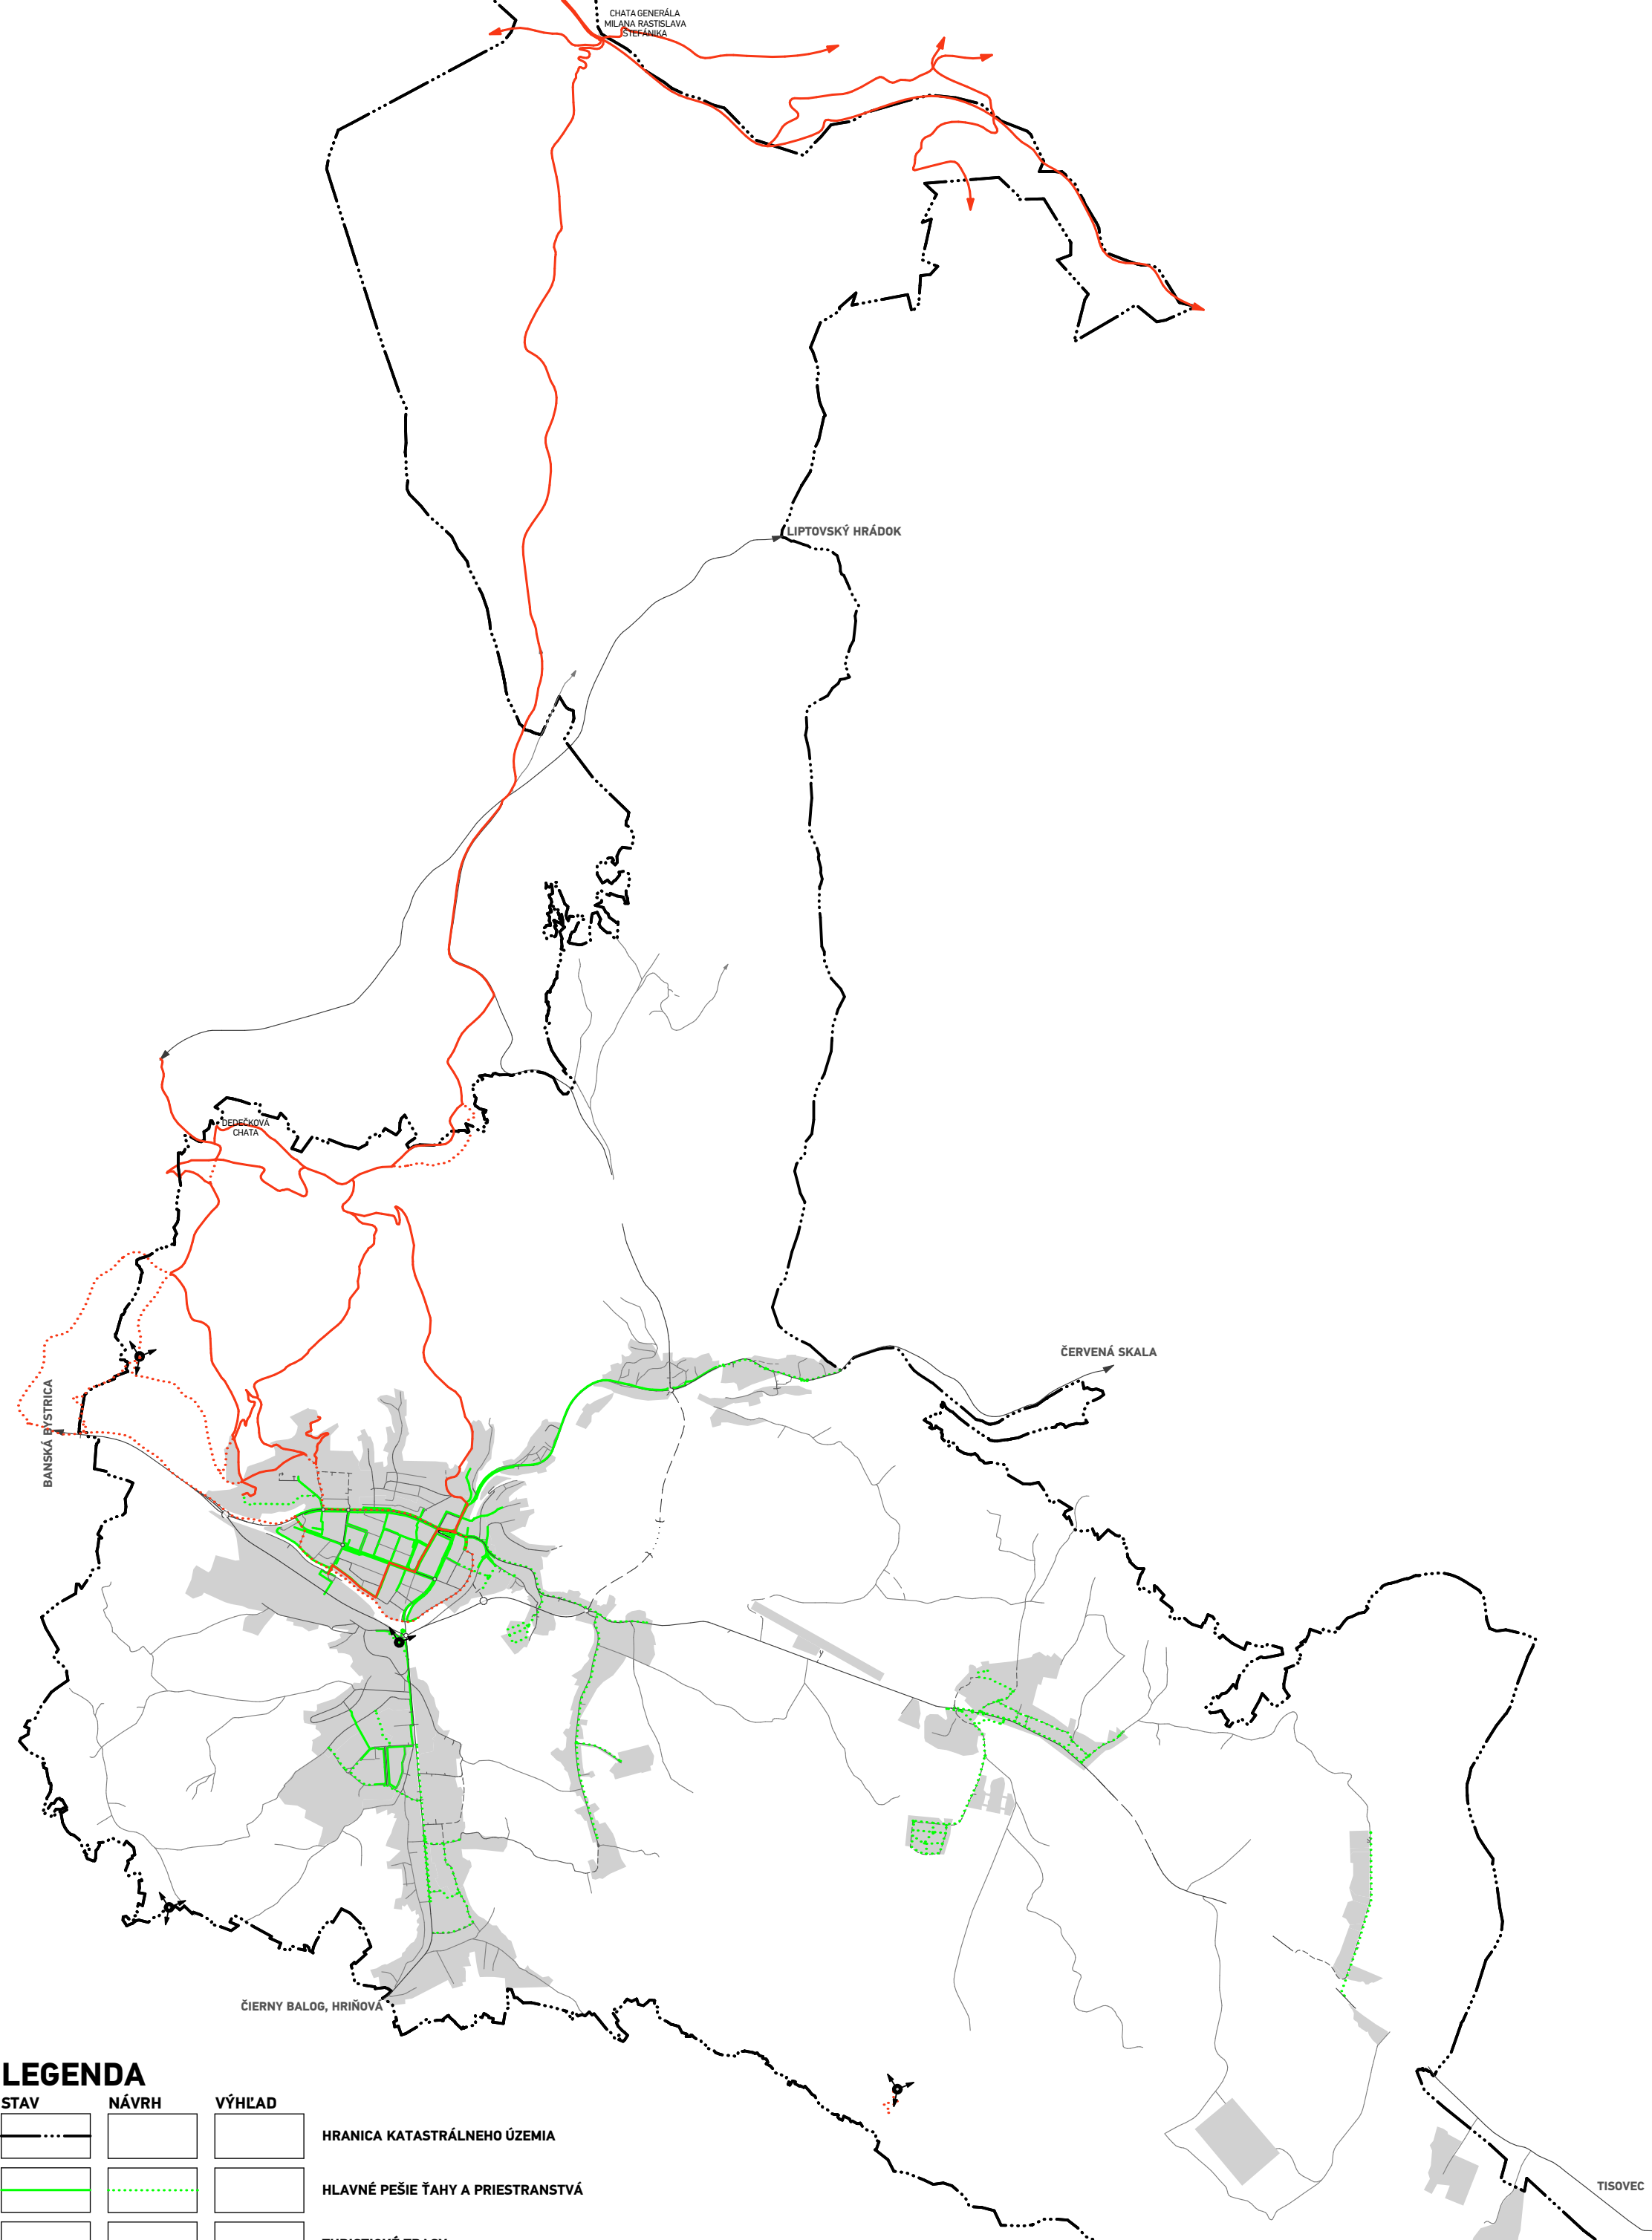 CHATA GENERÁLA
MILANA RASTISLAVA
ŠTEFÁNIKA
LIPTOVSKÝ HRÁDOK
DEDEČKOVÁ
CHATA
ČERVENÁ SKALA
BANSKÁ BYSTRICA
ČIERNY BALOG, HRIŇOVÁ
TISOVEC
LEGENDA
STAV NÁVRH VÝHĽAD
HRANICA KATASTRÁLNEHO ÚZEMIA
HLAVNÉ PEŠIE ŤAHY A PRIESTRANSTVÁ